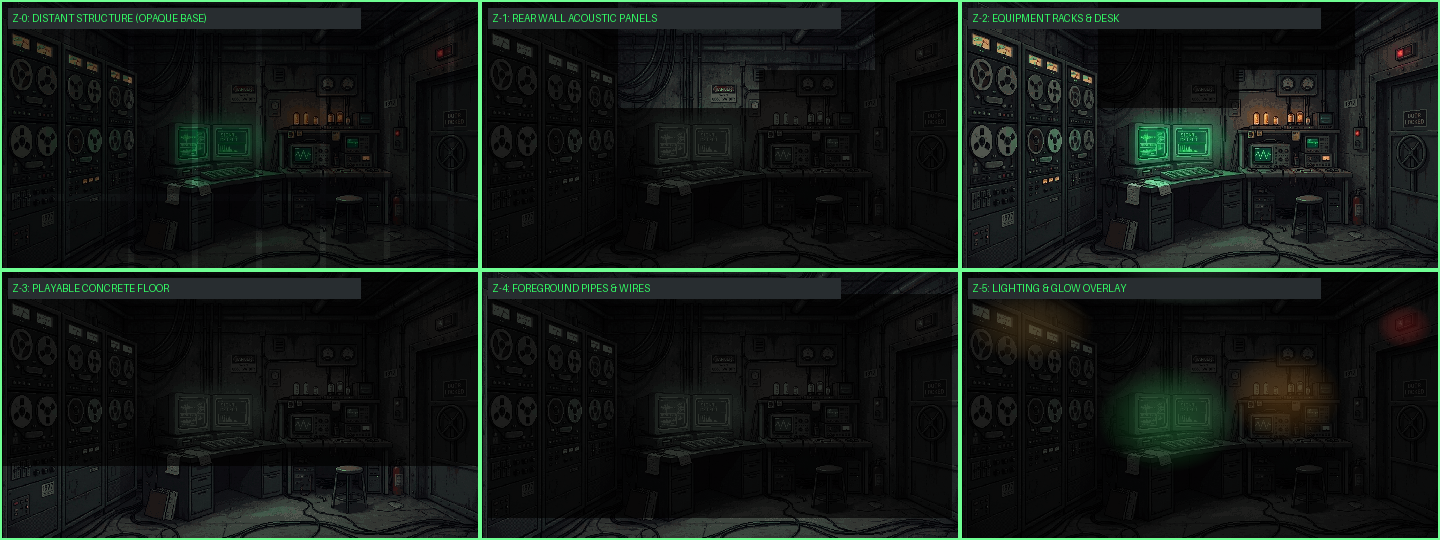 Z-0: DISTANT STRUCTURE (OPAQUE BASE)
Z-1: REAR WALL ACOUSTIC PANELS
Z-2: EQUIPMENT RACKS & DESK
Z-3: PLAYABLE CONCRETE FLOOR
Z-4: FOREGROUND PIPES & WIRES
Z-5: LIGHTING & GLOW OVERLAY